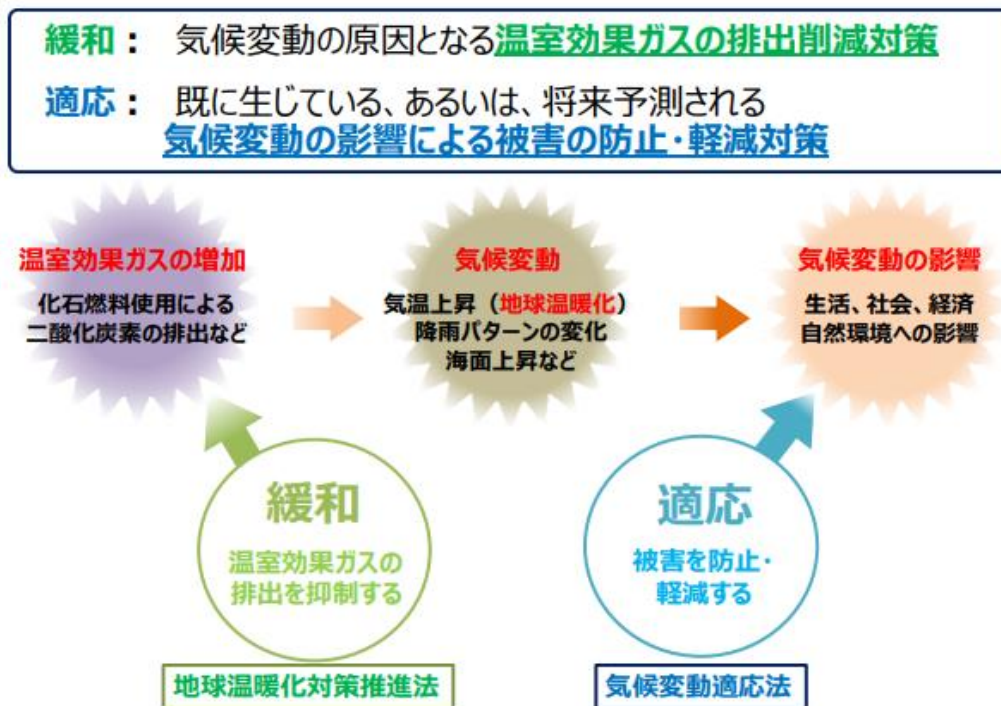 緩和： 気候変動の原因となる温室効果ガスの排出削減対策
適応： 既に生じている、あるいは、将来予測される
気候変動の影響による被害の防止・軽減対策
温室効果ガスの増加
化石燃料使用による
二酸化炭素の排出など
気候変動
気温上昇（地球温暖化）
降雨パターンの変化
海面上昇など
気候変動の影響
生活、社会、経済
自然環境への影響
緩和
温室効果ガスの
排出を抑制する
適応
被害を防止・
軽減する
地球温暖化対策推進法
気候変動適応法